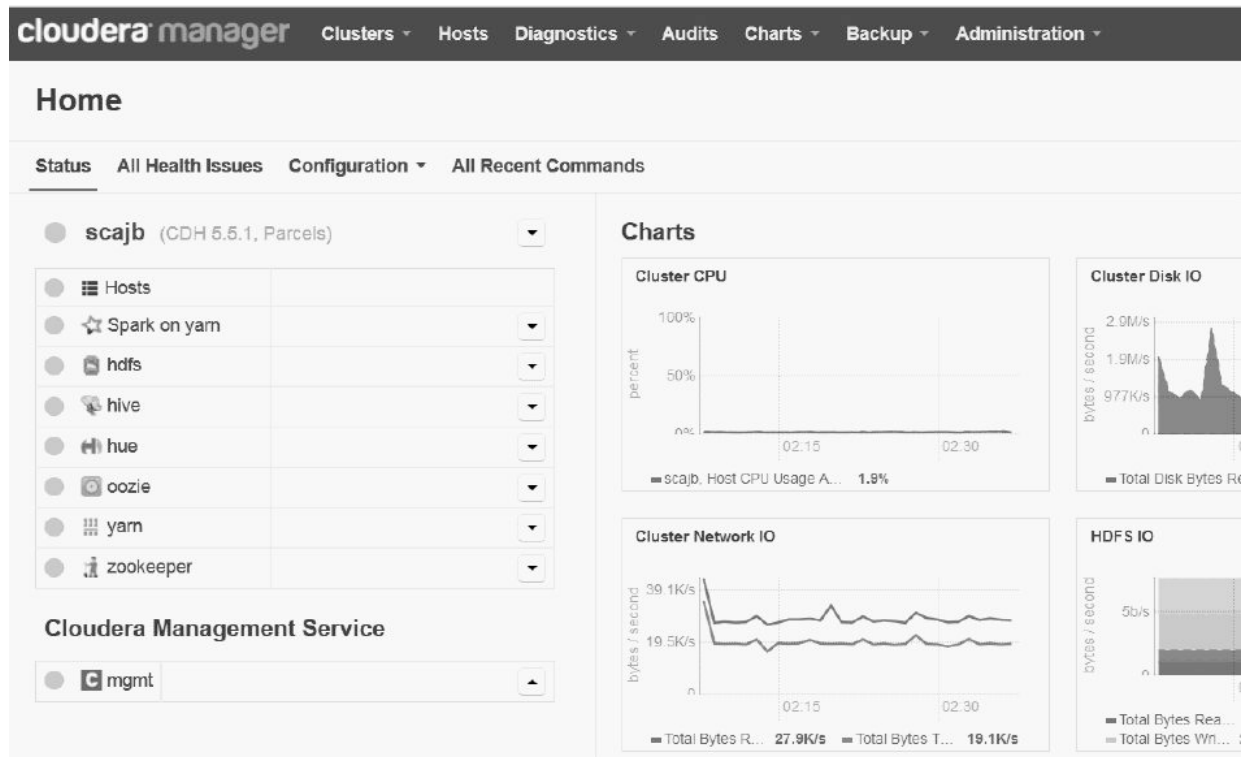 cloudera manager Clusters Hosts Diagnostics Audits Charts Backup Administration
Home
Status All Health Issues Configuration All Recent Commands
scajb (CDH 5.5.1, Parcels)
Hosts
Spark on yarn
hdfs
hive
hue
oozie
yarn
zookeeper
Cloudera Management Service
C mgmt
Charts
Cluster CPU
percent
100%
50%
0%
02:15 02:30
scajb, Host CPU Usage A... 1.9%
Cluster Disk IO
bytes / second
2.9M/s
1.9M/s
977K/s
0
Total Disk Bytes Re
Cluster Network IO
bytes / second
39.1K/s
19.5K/s
0
02:15 02:30
Total Bytes R... 27.9K/s Total Bytes T... 19.1K/s
HDFS IO
bytes / second
5b/s
0
Total Bytes Rea...
Total Bytes Wri...